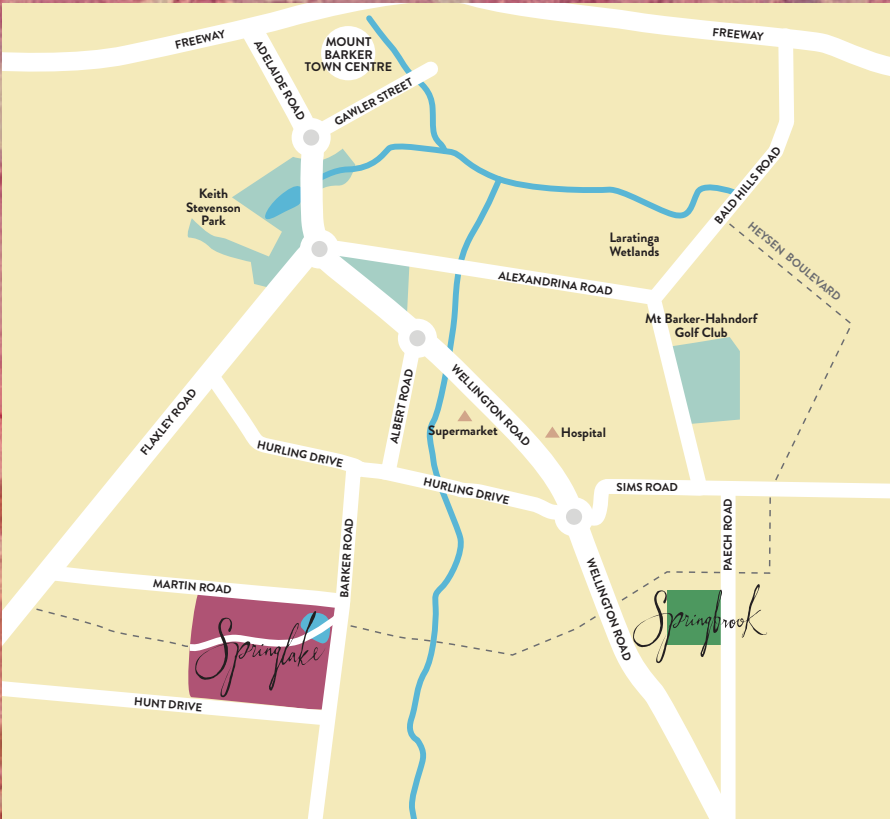 FREEWAY
FREEWAY
ADELAIDE ROAD
MOUNT
BARKER
TOWN CENTRE
GAWLER STREET
BALD HILLS ROAD
Keith
Stevenson
Park
HEYSEN BOULEVARD
Laratinga
Wetlands
ALEXANDRINA ROAD
Mt Barker-Hahndorf
Golf Club
FLAXLEY ROAD
ALBERT ROAD
WELLINGTON ROAD
Supermarket
Hospital
HURLING DRIVE
HURLING DRIVE
SIMS ROAD
BARKER ROAD
PAECH ROAD
MARTIN ROAD
WELLINGTON ROAD
Springlake
Springbrook
HUNT DRIVE